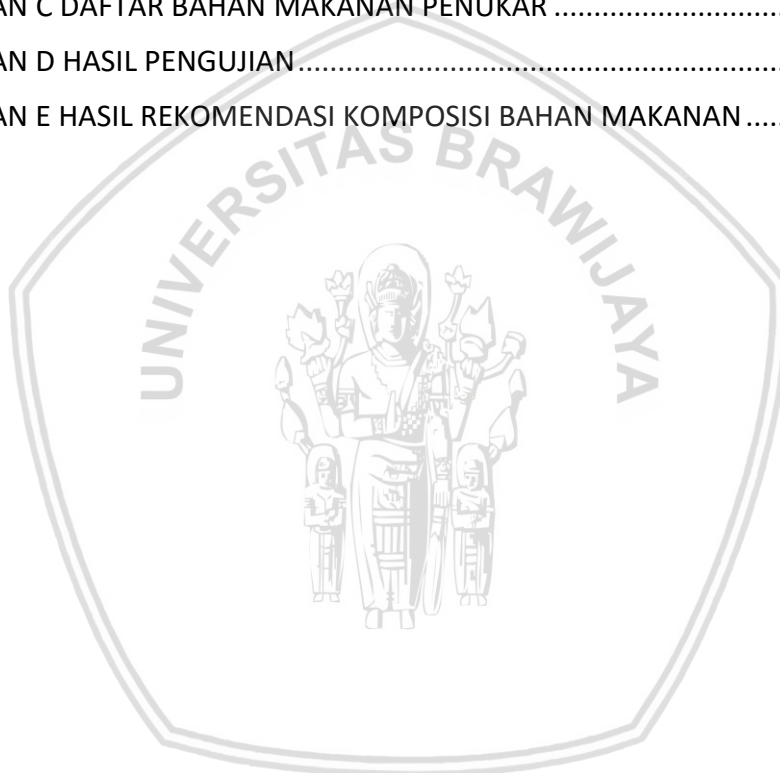 AN C DAFTAR BAHAN MAKANAN PENUKAR ..............................
AN D HASIL PENGUJIAN ...............................................................
AN E HASIL REKOMENDASI KOMPOSISI BAHAN MAKANAN .....
UNIVERSITAS BRAWIJAYA